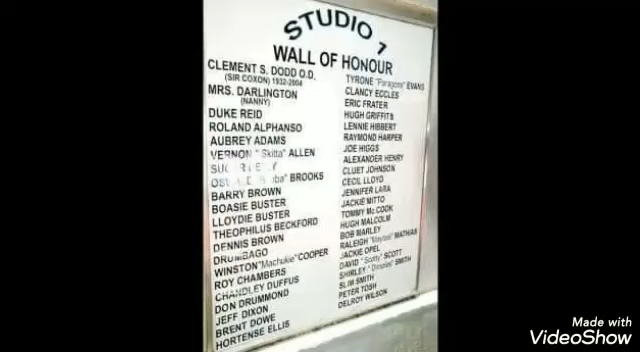 STUDIO 1
WALL OF HONOUR
CLEMENT S. DODD O.D.
(SIR COXON) 1932-2004
MRS. DARLINGTON
(NANNY)
DUKE REID
ROLAND ALPHANSO
AUBREY ADAMS
VERNON "Skitta" ALLEN
BROOKS
BARRY BROWN
BOASIE BUSTER
LLOYDIE BUSTER
THEOPHILUS BECKFORD
DENNIS BROWN
DRUMBAGO
WINSTON "Machukie" COOPER
ROY CHAMBERS
CHANDLEY DUFFUS
DON DRUMMOND
JEFF DIXON
BRENT DOWE
HORTENSE ELLIS
TYRONE "Paragons" EVANS
CLANCY ECCLES
ERIC FRATER
HUGH GRIFFITS
LENNIE HIBBERT
RAYMOND HARPER
JOE HIGGS
ALEXANDER HENRY
CLUET JOHNSON
CECIL LLOYD
JENNIFER LARA
JACKIE MITTO
TOMMY Mc COOK
HUGH MALCOLM
BOB MARLEY
RALEIGH "Maytals" MATHIAS
JACKIE OPEL
DAVID "Scotty" SCOTT
SHIRLEY "Dimples" SMITH
SLIM SMITH
PETER TOSH
DELROY WILSON
Made with
VideoShow